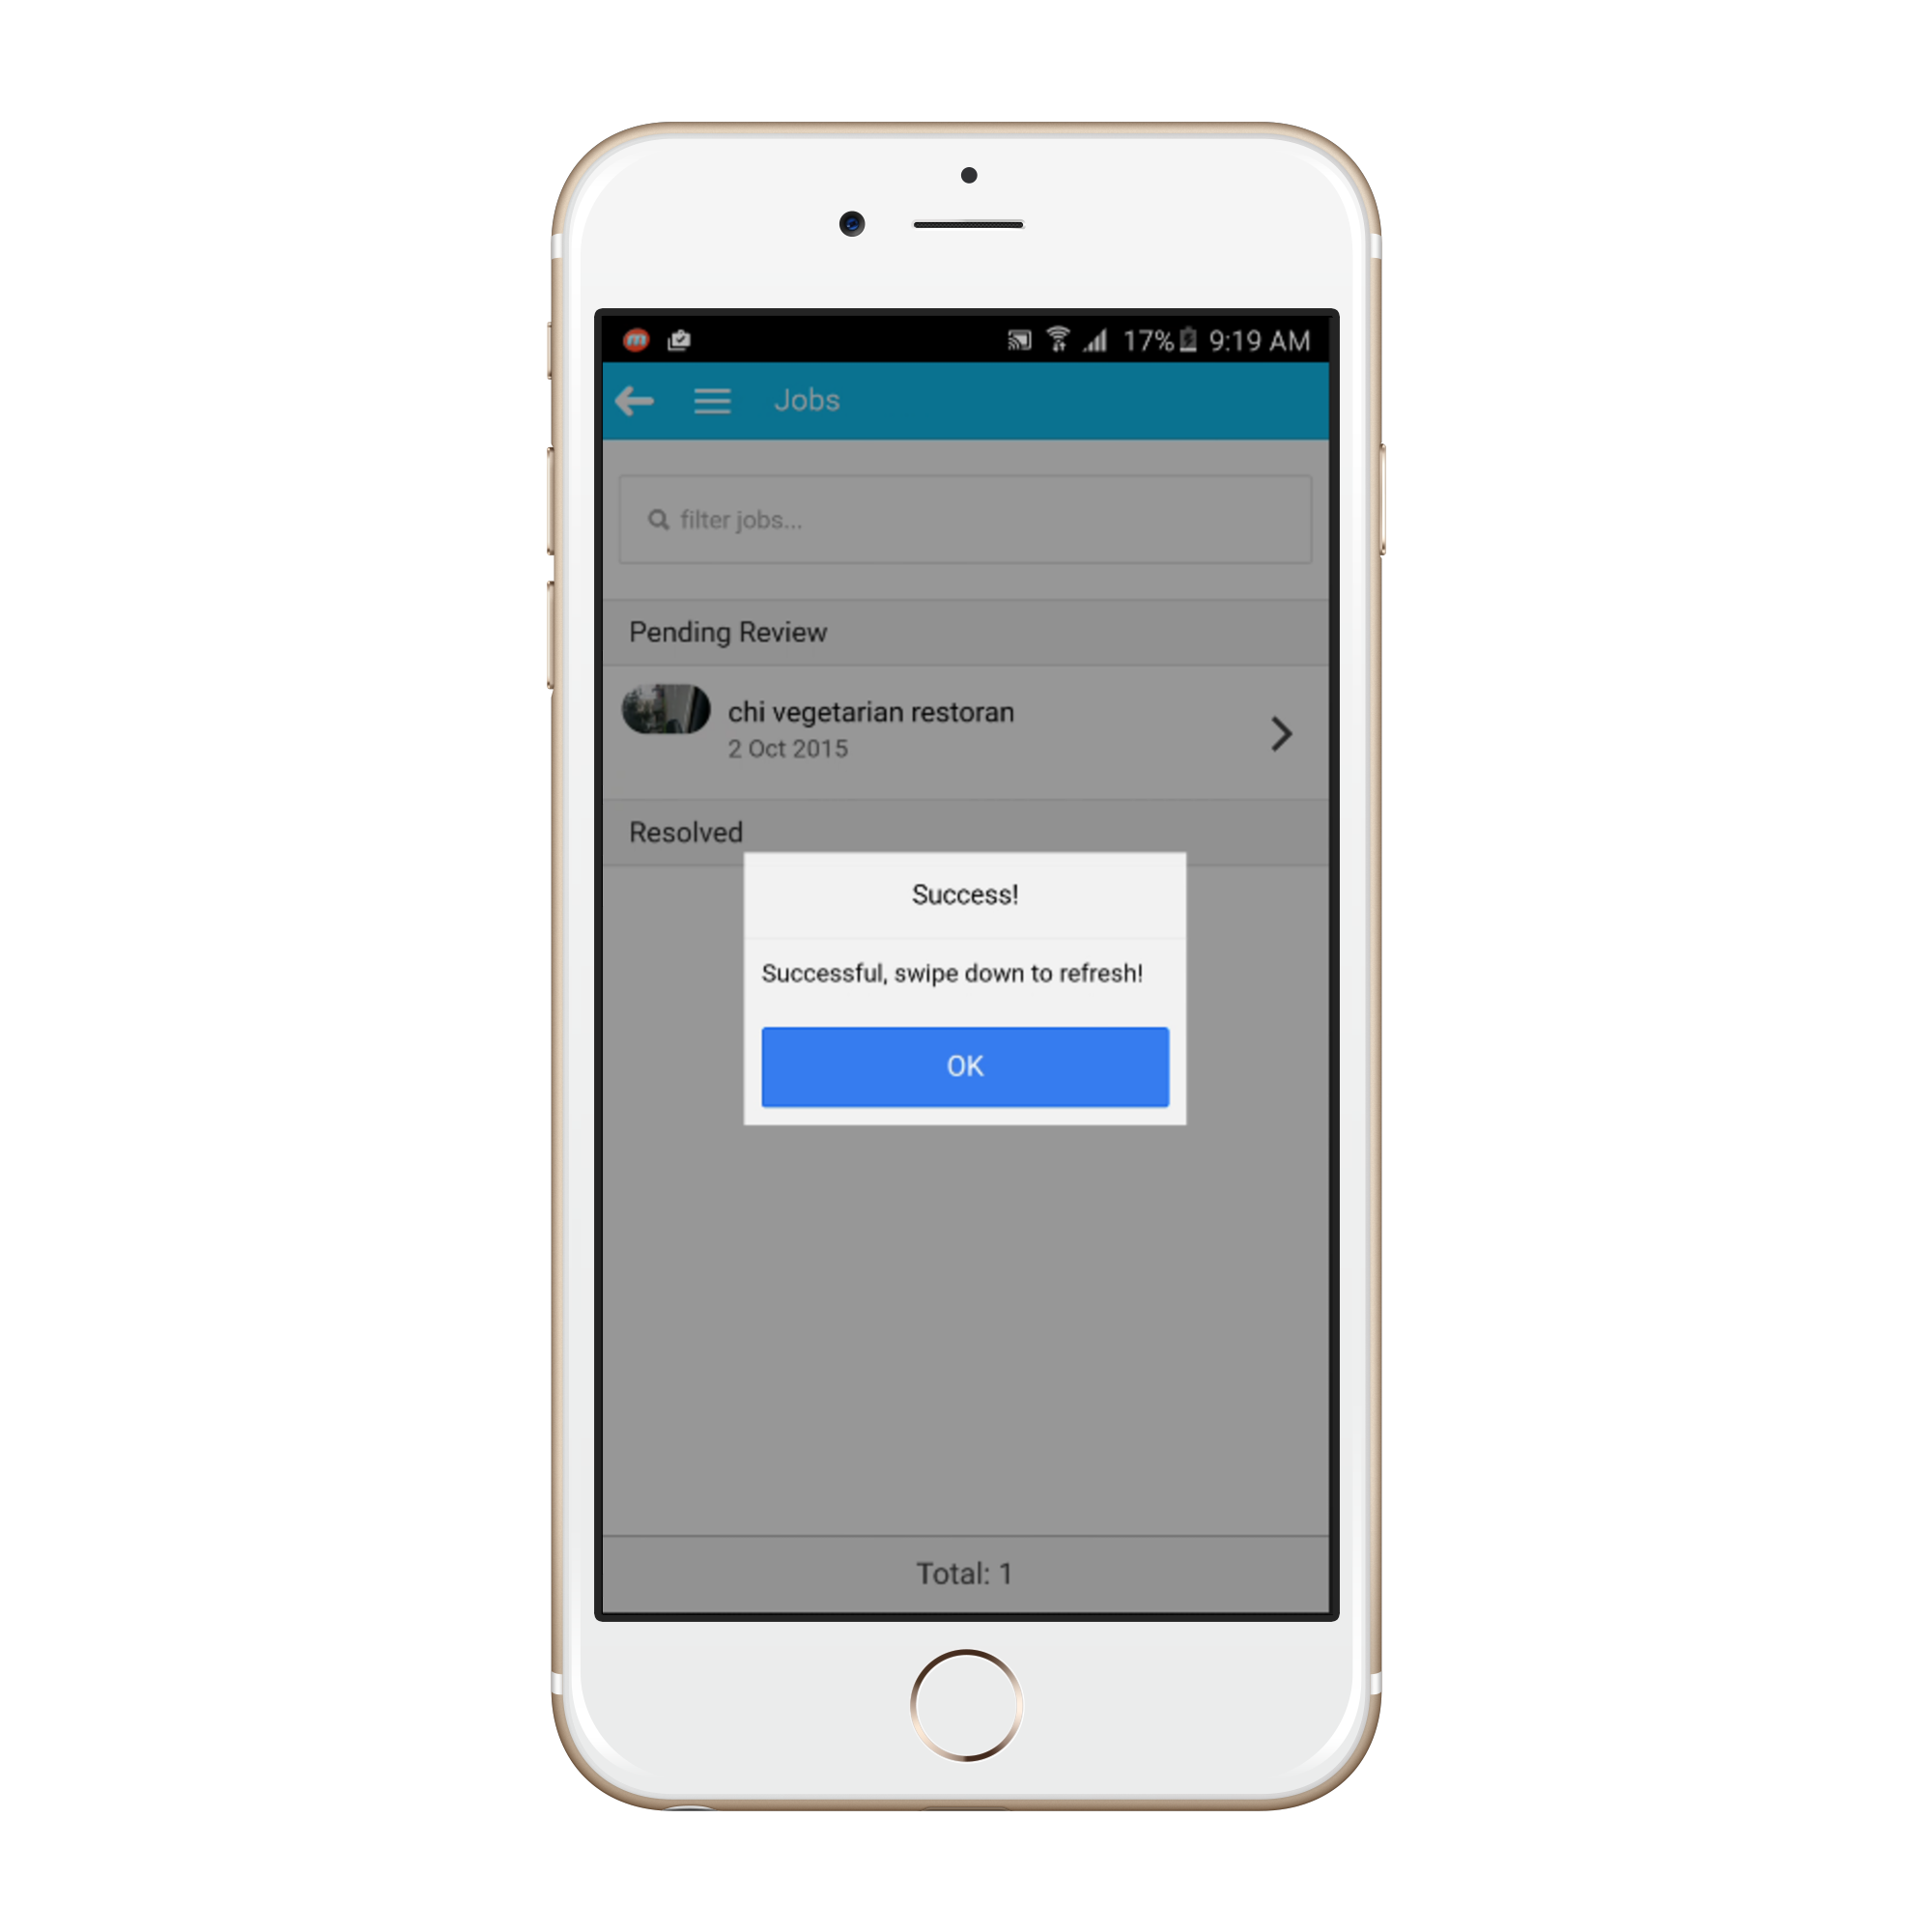 m 17% 9:19 AM
Jobs
filter jobs...
Pending Review
chi vegetarian restoran
2 Oct 2015
Resolved
Success!
Successful, swipe down to refresh!
OK
Total: 1